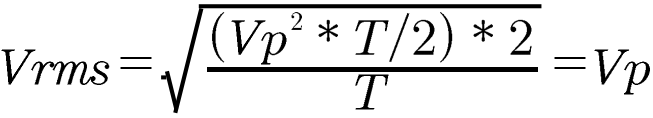 Vrms = √((Vp² * T/2) * 2 / T) = Vp